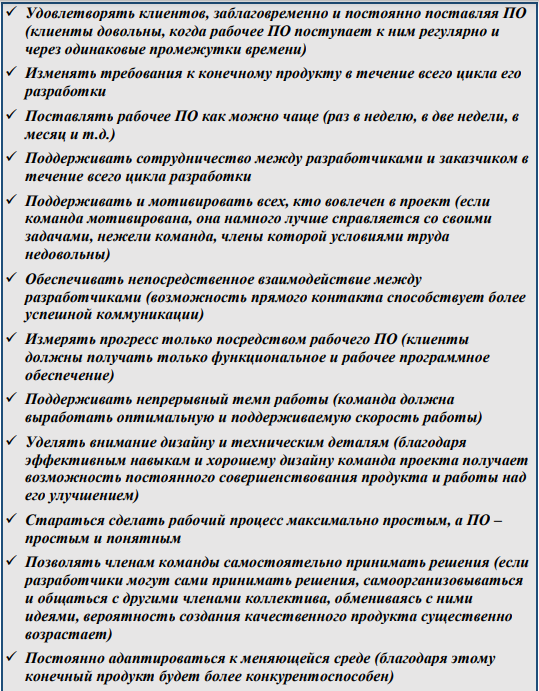 ✓ Удовлетворять клиентов, заблаговременно и постоянно поставляя ПО
(клиенты довольны, когда рабочее ПО поступает к ним регулярно и
через одинаковые промежутки времени)
✓ Изменять требования к конечному продукту в течение всего цикла его
разработки
✓ Поставлять рабочее ПО как можно чаще (раз в неделю, в две недели, в
месяц и т.д.)
✓ Поддерживать сотрудничество между разработчиками и заказчиком в
течение всего цикла разработки
✓ Поддерживать и мотивировать всех, кто вовлечен в проект (если
команда мотивирована, она намного лучше справляется со своими
задачами, нежели команда, члены которой условиями труда
недовольны)
✓ Обеспечивать непосредственное взаимодействие между
разработчиками (возможность прямого контакта способствует более
успешной коммуникации)
✓ Измерять прогресс только посредством рабочего ПО (клиенты
должны получать только функциональное и рабочее программное
обеспечение)
✓ Поддерживать непрерывный темп работы (команда должна
выработать оптимальную и поддерживаемую скорость работы)
✓ Уделять внимание дизайну и техническим деталям (благодаря
эффективным навыкам и хорошему дизайну команда проекта получает
возможность постоянного совершенствования продукта и работы над
его улучшением)
✓ Стараться сделать рабочий процесс максимально простым, а ПО –
простым и понятным
✓ Позволять членам команды самостоятельно принимать решения (если
разработчики могут сами принимать решения, самоорганизовываться
и общаться с другими членами коллектива, обмениваясь с ними
идеями, вероятность создания качественного продукта существенно
возрастает)
✓ Постоянно адаптироваться к меняющейся среде (благодаря этому
конечный продукт будет более конкурентоспособен)